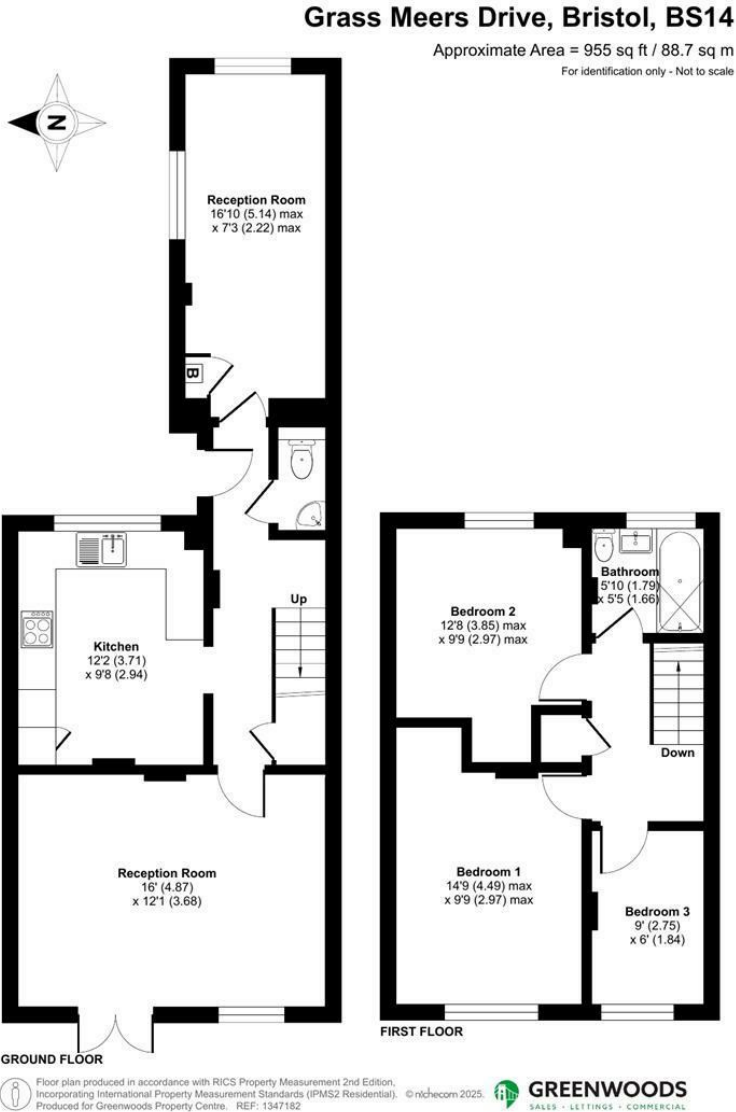 Grass Meers Drive, Bristol, BS14
Approximate Area = 955 sq ft / 88.7 sq m
For identification only - Not to scale
N
Reception Room
16'10 (5.14) max
x 7'3 (2.22) max
B
Up
Kitchen
12'2 (3.71)
x 9'8 (2.94)
Reception Room
16' (4.87)
x 12'1 (3.68)
GROUND FLOOR
Bathroom
5'10 (1.79)
x 5'5 (1.66)
Bedroom 2
12'8 (3.85) max
x 9'9 (2.97) max
Down
Bedroom 1
14'9 (4.49) max
x 9'9 (2.97) max
Bedroom 3
9' (2.75)
x 6' (1.84)
FIRST FLOOR
Floor plan produced in accordance with RICS Property Measurement 2nd Edition,
Incorporating International Property Measurement Standards (IPMS2 Residential). © nichecom 2025.
Produced for Greenwoods Property Centre. REF: 1347182
GREENWOODS
SALES · LETTINGS · COMMERCIAL